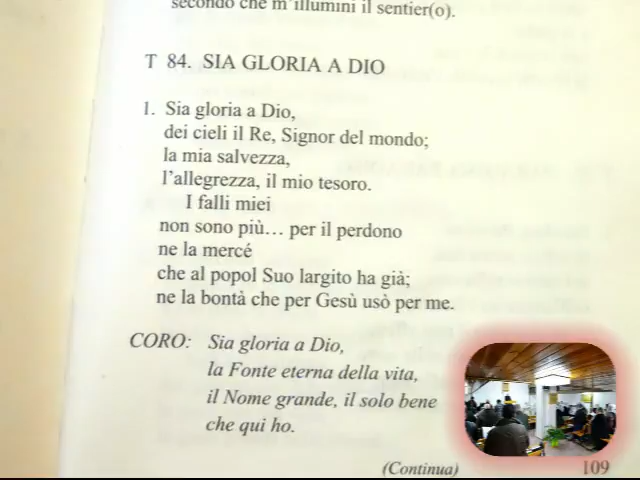 secondo che m'illumini il sentier(o).
T 84. SIA GLORIA A DIO
1. Sia gloria a Dio,
dei cieli il Re, Signor del mondo;
la mia salvezza,
l'allegrezza, il mio tesoro.
I falli miei
non sono più... per il perdono
ne la mercé
che al popol Suo largito ha già;
ne la bontà che per Gesù usò per me.
CORO: Sia gloria a Dio,
la Fonte eterna della vita,
il Nome grande, il solo bene
che qui ho.
(Continua)
109